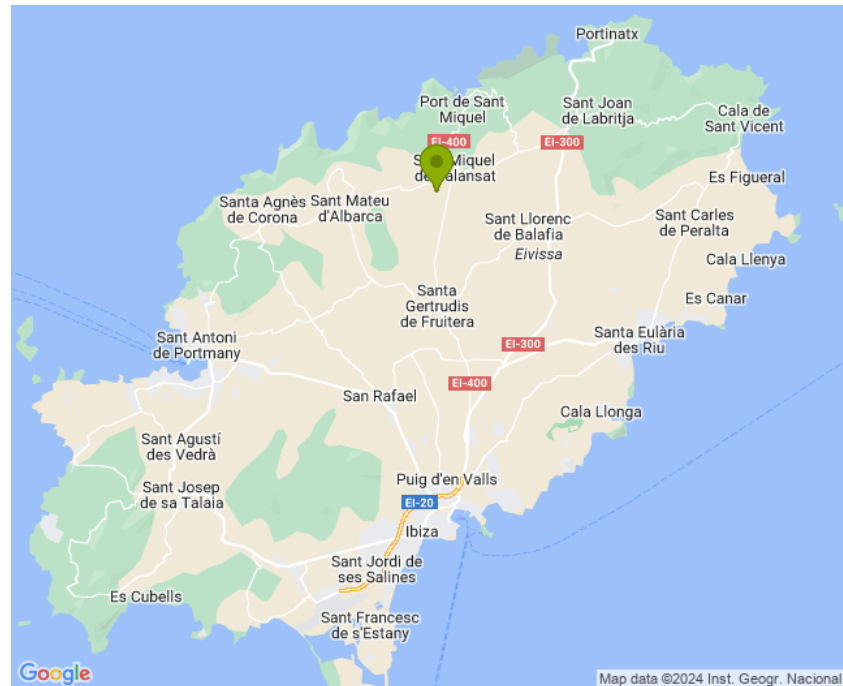 Portinatx
Port de Sant
Miquel
Sant Joan
de Labritja
Cala de
Sant Vicent
EI-400
EI-300
Miquel
Es Figueral
Santa Agnès
de Corona
Sant Mateu
d'Albarca
Sant Llorenc
de Balafia
Eivissa
Sant Carles
de Peralta
Cala Llenya
Santa
Gertrudis
de Fruitera
Es Canar
Sant Antoni
de Portmany
Santa Eulària
des Riu
EI-300
San Rafael
EI-400
Cala Llonga
Sant Agustí
des Vedrà
Puig d'en Valls
Sant Josep
de sa Talaia
EI-20
Ibiza
Sant Jordi de
ses Salines
Es Cubells
Sant Francesc
de s'Estany
Google
Map data ©2024 Inst. Geogr. Nacional